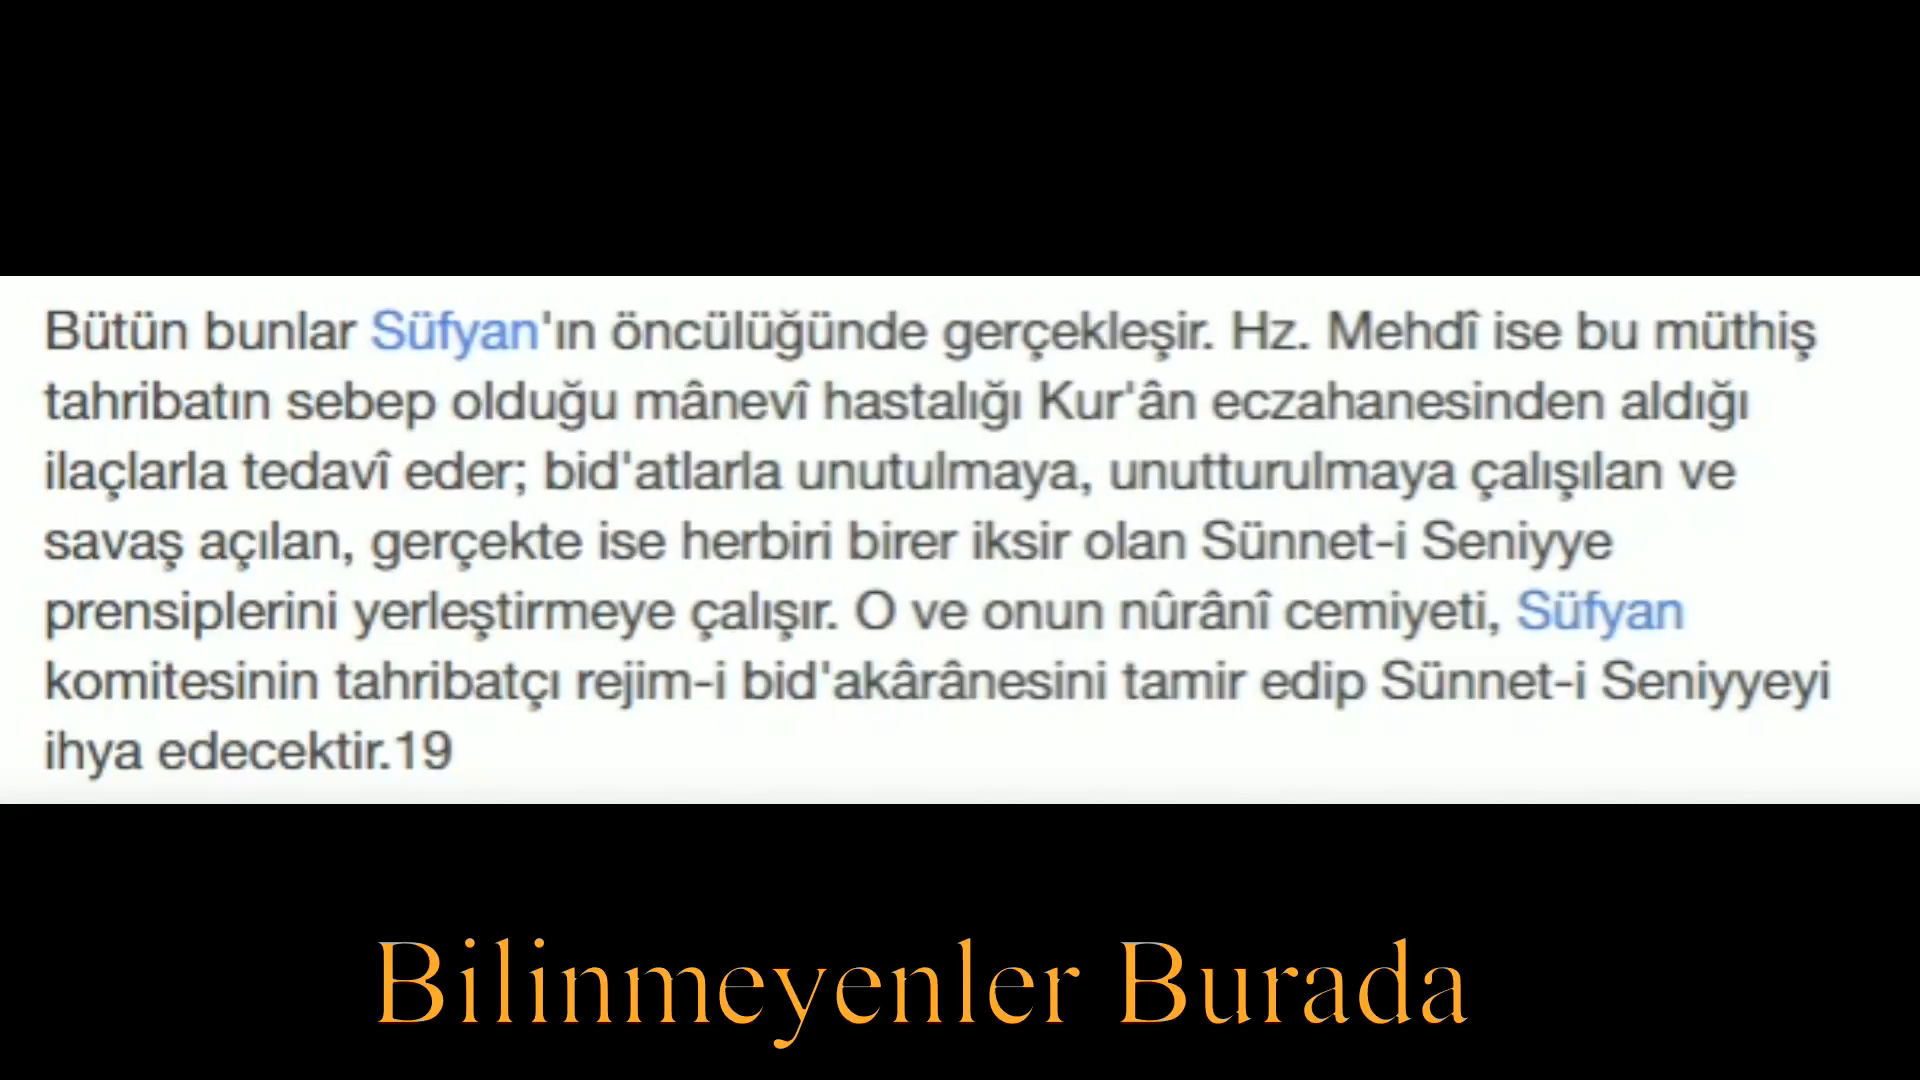 Bütün bunlar Süfyan'ın öncülüğünde gerçekleşir. Hz. Mehdî ise bu müthiş
tahribatın sebep olduğu mânevî hastalığı Kur'ân eczahanesinden aldığı
ilaçlarla tedavî eder; bid'atlarla unutulmaya, unutturulmaya çalışılan ve
savaş açılan, gerçekte ise herbiri birer iksir olan Sünnet-i Seniyye
prensiplerini yerleştirmeye çalışır. O ve onun nûrânî cemiyeti, Süfyan
komitesinin tahribatçı rejim-i bid'akârânesini tamir edip Sünnet-i Seniyyeyi
ihya edecektir.19
Bilinmeyenler Burada